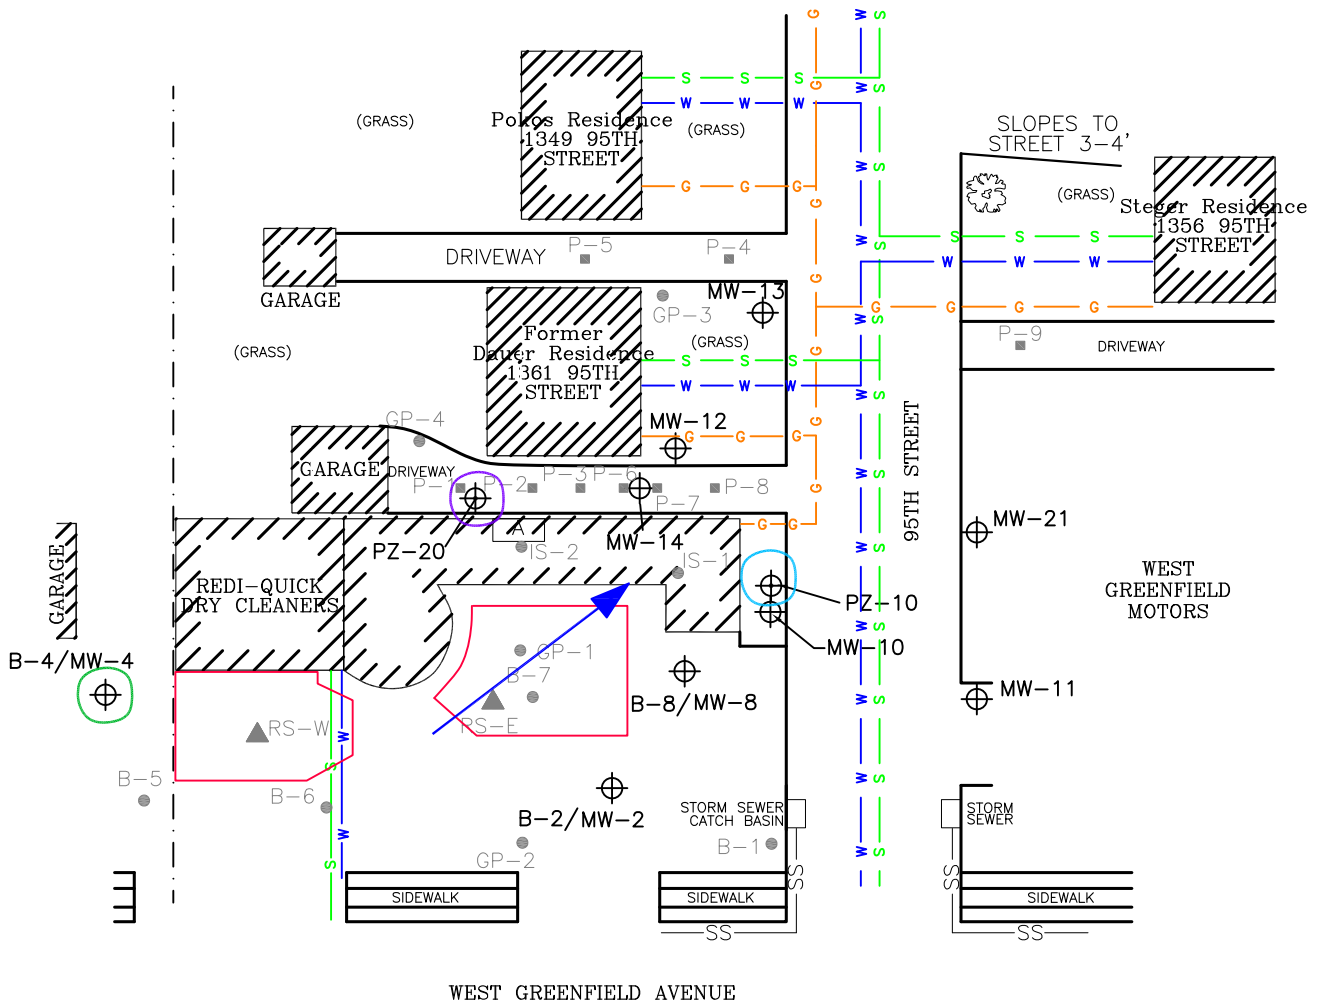 G W S
S S S
G
W S
W W W
Pokos Residence
1349 95TH
STREET
(GRASS)
(GRASS)
SLOPES TO
STREET 3-4'
W S
G G G
(GRASS)
G
Steger Residence
1356 95TH
STREET
DRIVEWAY
P-5
P-4
W S
S S S
W W W
G
GARAGE
MW-13
GP-3
G G G G
W S
Former
Dauer Residence
1361 95TH
STREET
(GRASS)
(GRASS)
G
P-9
DRIVEWAY
S S S
W W W
W S
GP-4
MW-12
G G G
G
95TH STREET
GARAGE
DRIVEWAY
P-1
P-2
P-3
P-6
P-7
P-8
G
W S
A
G G
MW-21
PZ-20
IS-2
MW-14
IS-1
W S
GARAGE
REDI-QUICK
DRY CLEANERS
PZ-10
WEST
GREENFIELD
MOTORS
W S
B-4/MW-4
GP-1
MW-10
B-7
B-8/MW-8
MW-11
W S
RS-W
RS-E
W
S
B-5
B-6
W S
B-2/MW-2
STORM SEWER
CATCH BASIN
STORM
SEWER
W
S
GP-2
B-1
W S
SS
SS
SIDEWALK
SIDEWALK
SIDEWALK
SS
SS
WEST GREENFIELD AVENUE